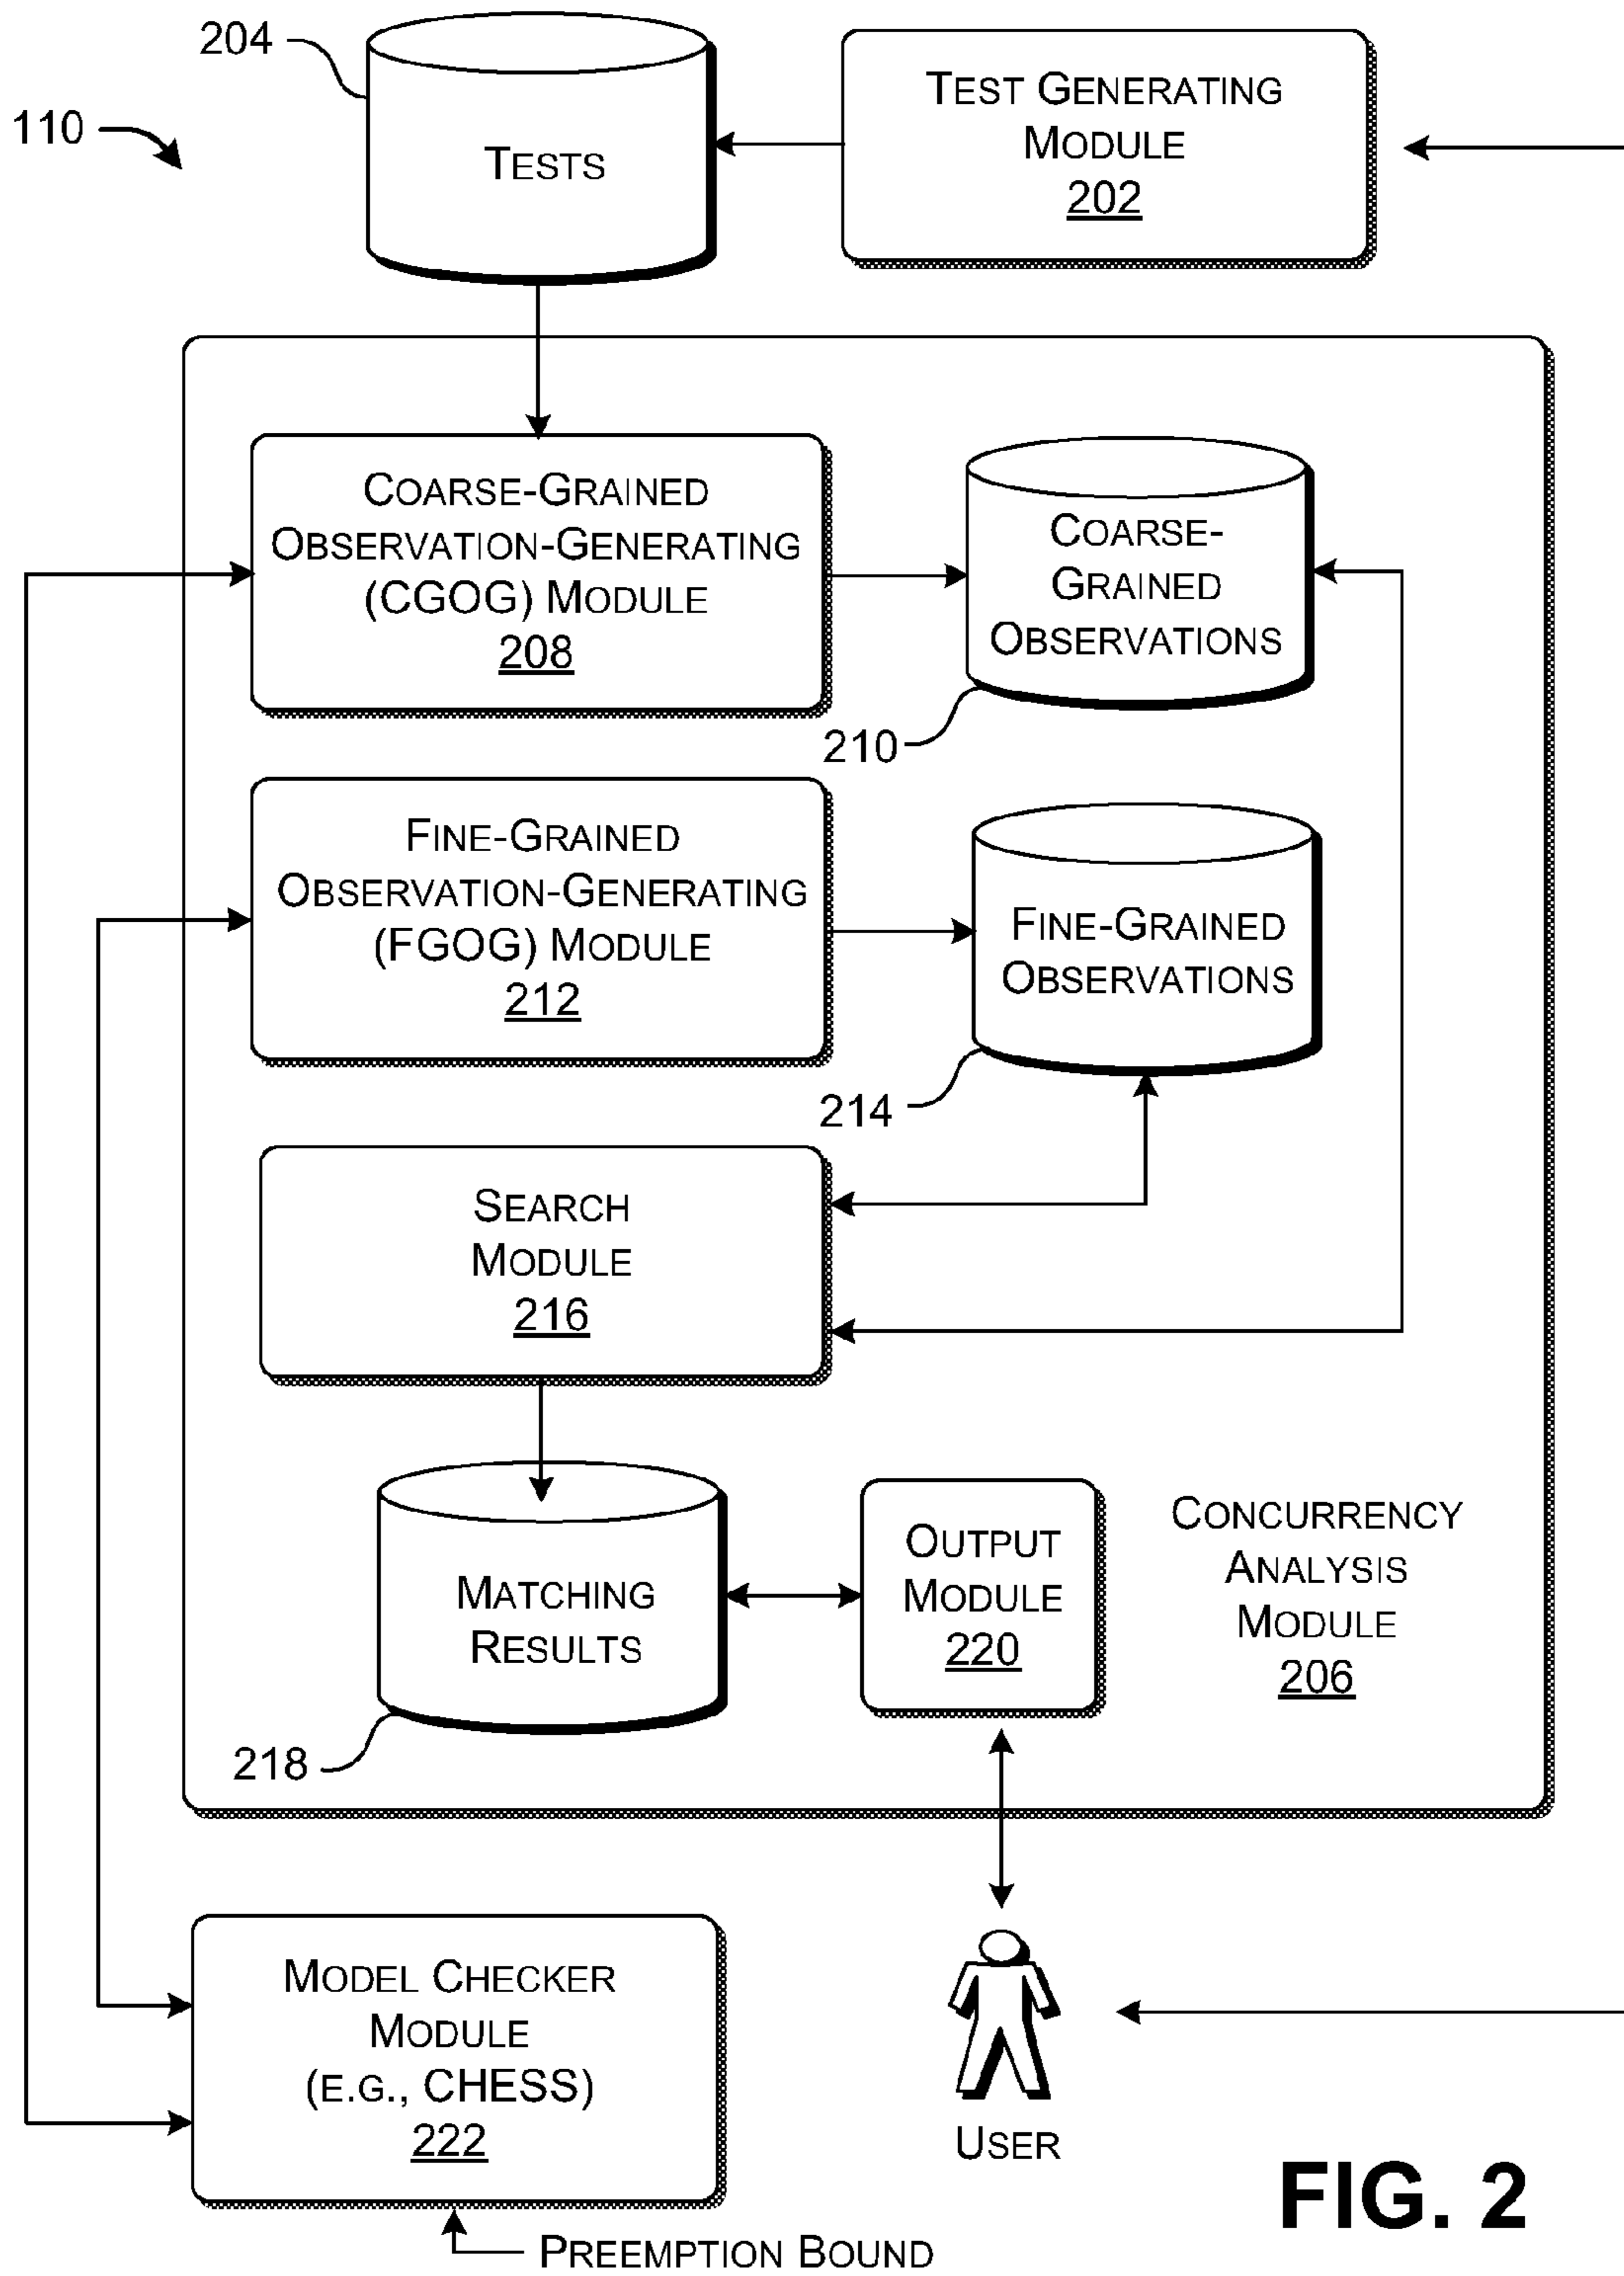 204
110
TESTS
TEST GENERATING
MODULE
202
COARSE-GRAINED
OBSERVATION-GENERATING
(CGOG) MODULE
208
COARSE-
GRAINED
OBSERVATIONS
210
FINE-GRAINED
OBSERVATION-GENERATING
(FGOG) MODULE
212
FINE-GRAINED
OBSERVATIONS
214
SEARCH
MODULE
216
MATCHING
RESULTS
218
OUTPUT
MODULE
220
CONCURRENCY
ANALYSIS
MODULE
206
MODEL CHECKER
MODULE
(E.G., CHESS)
222
USER
PREEMPTION BOUND
FIG. 2